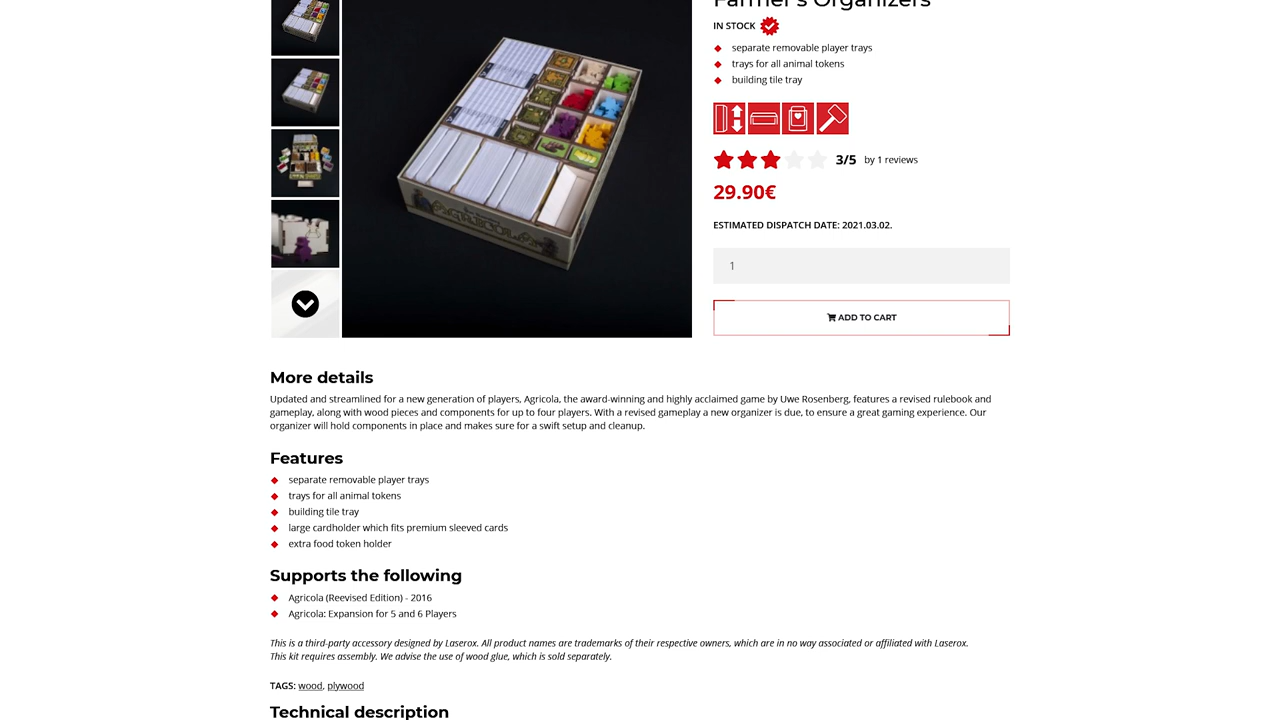 Farmer's Organizers
IN STOCK
separate removable player trays
trays for all animal tokens
building tile tray
3/5 by 1 reviews
29.90€
ESTIMATED DISPATCH DATE: 2021.03.02.
1
ADD TO CART
More details
Updated and streamlined for a new generation of players, Agricola, the award-winning and highly acclaimed game by Uwe Rosenberg, features a revised rulebook and
gameplay, along with wood pieces and components for up to four players. With a revised gameplay a new organizer is due, to ensure a great gaming experience. Our
organizer will hold components in place and makes sure for a swift setup and cleanup.
Features
separate removable player trays
trays for all animal tokens
building tile tray
large cardholder which fits premium sleeved cards
extra food token holder
Supports the following
Agricola (Reevised Edition) - 2016
Agricola: Expansion for 5 and 6 Players
This is a third-party accessory designed by Laserox. All product names are trademarks of their respective owners, which are in no way associated or affiliated with Laserox.
This kit requires assembly. We advise the use of wood glue, which is sold separately.
TAGS: wood, plywood
Technical description